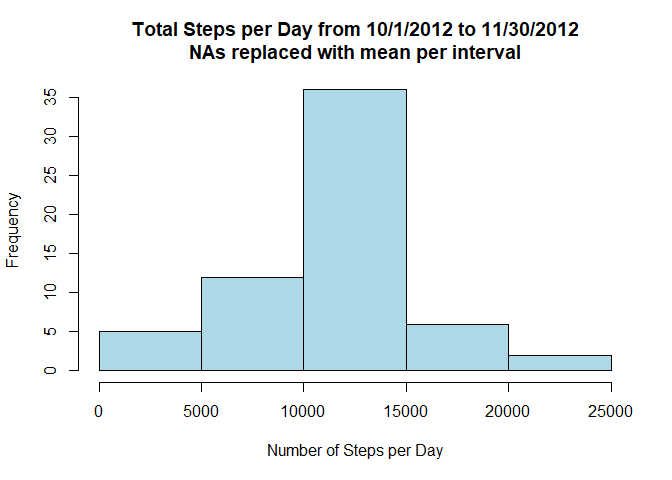 Total Steps per Day from 10/1/2012 to 11/30/2012
NAs replaced with mean per interval
35
30
25
20
15
10
5
0
Frequency
0 5000 10000 15000 20000 25000
Number of Steps per Day